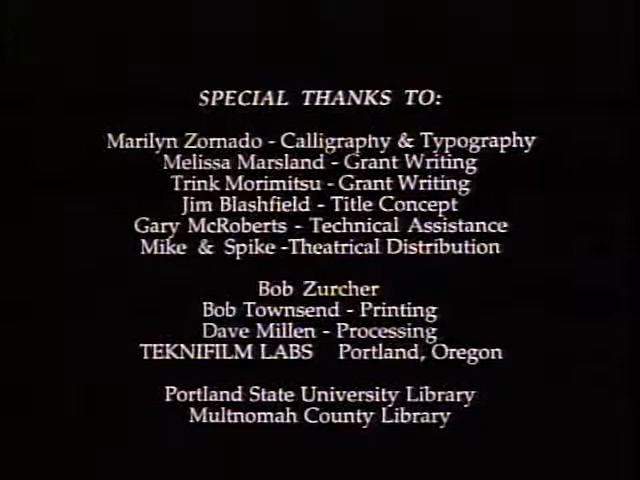 SPECIAL THANKS TO:
Marilyn Zornado - Calligraphy & Typography
Melissa Marsland - Grant Writing
Trink Morimitsu - Grant Writing
Jim Blashfield - Title Concept
Gary McRoberts - Technical Assistance
Mike & Spike -Theatrical Distribution
Bob Zurcher
Bob Townsend - Printing
Dave Millen - Processing
TEKNIFILM LABS Portland, Oregon
Portland State University Library
Multnomah County Library